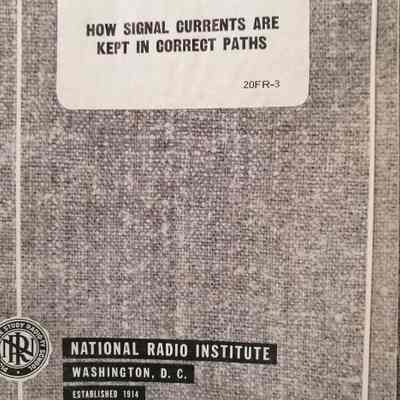 HOW SIGNAL CURRENTS ARE
KEPT IN CORRECT PATHS
20FR-3
NATIONAL RADIO INSTITUTE
WASHINGTON, D. C.
ESTABLISHED 1914
NRI